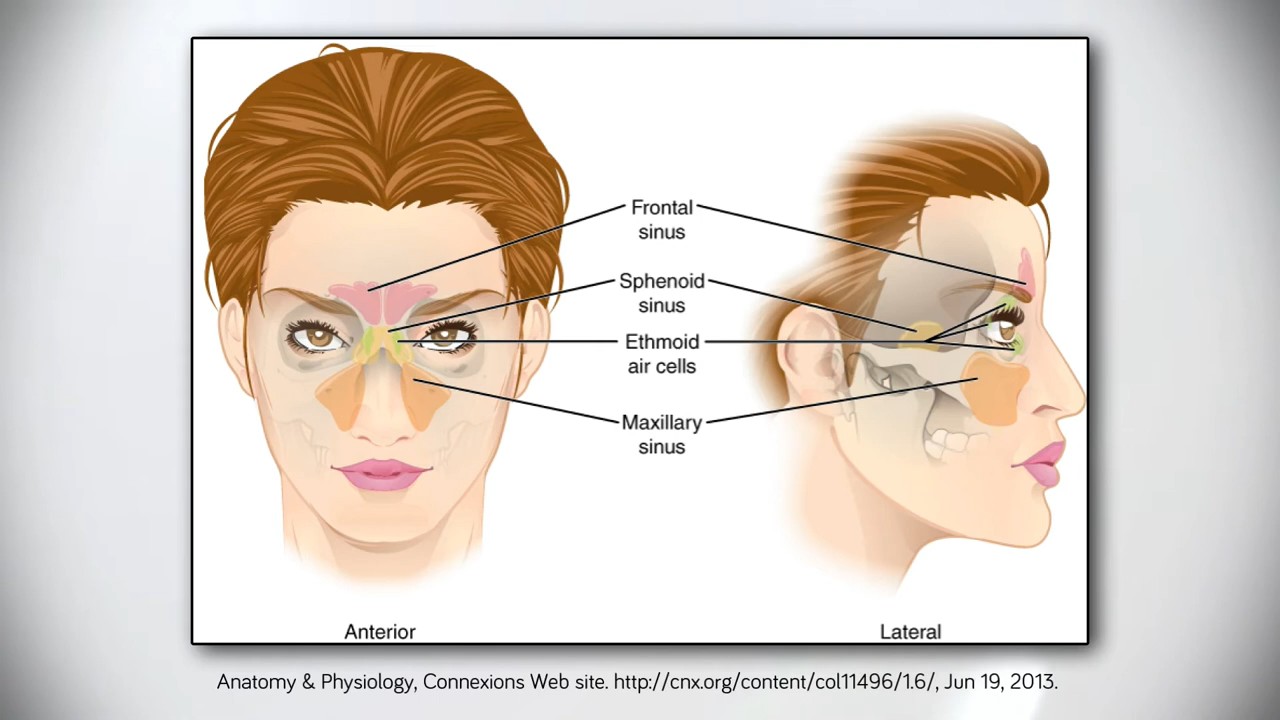 Frontal
sinus
Sphenoid
sinus
Ethmoid
air cells
Maxillary
sinus
Anterior
Lateral
Anatomy & Physiology, Connexions Web site. http://cnx.org/content/col11496/1.6/, Jun 19, 2013.